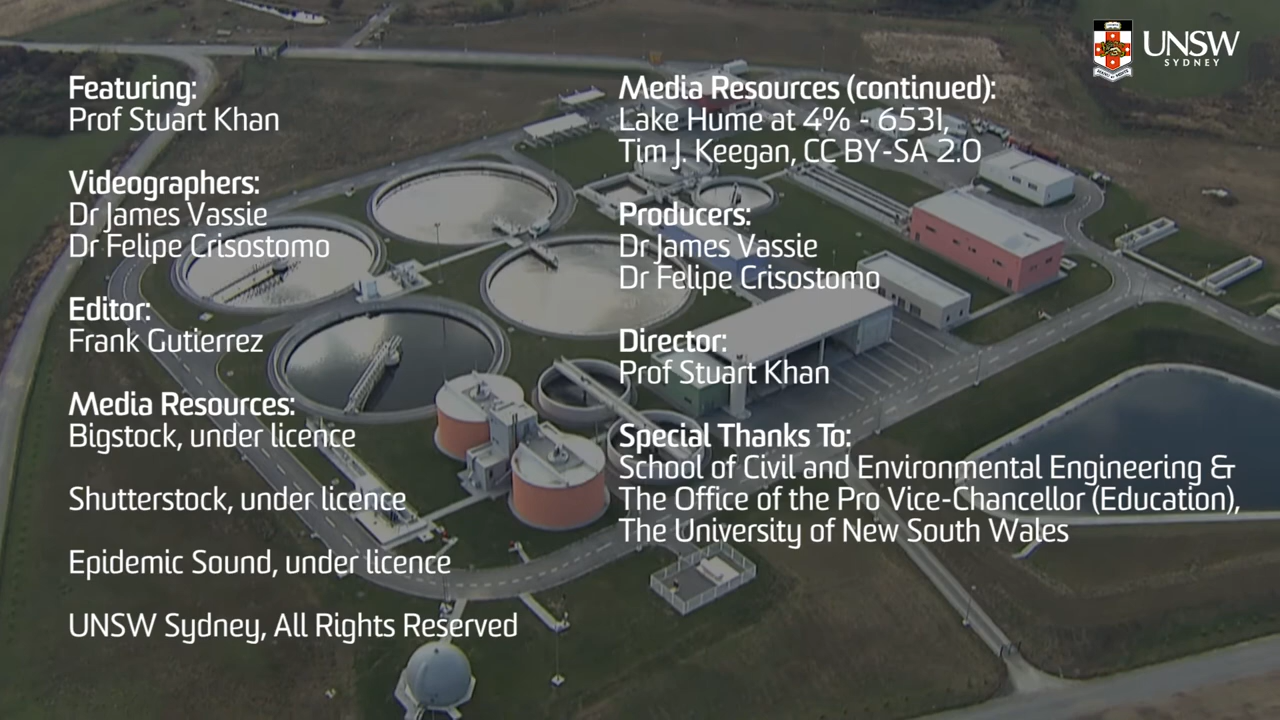 Featuring:
Prof Stuart Khan
Videographers:
Dr James Vassie
Dr Felipe Crisostomo
Editor:
Frank Gutierrez
Media Resources:
Bigstock, under licence
Shutterstock, under licence
Epidemic Sound, under licence
UNSW Sydney, All Rights Reserved
Media Resources (continued):
Lake Hume at 4% - 6531,
Tim J. Keegan, CC BY-SA 2.0
Producers:
Dr James Vassie
Dr Felipe Crisostomo
Director:
Prof Stuart Khan
Special Thanks To:
School of Civil and Environmental Engineering &
The Office of the Pro Vice-Chancellor (Education),
The University of New South Wales
UNSW
SYDNEY